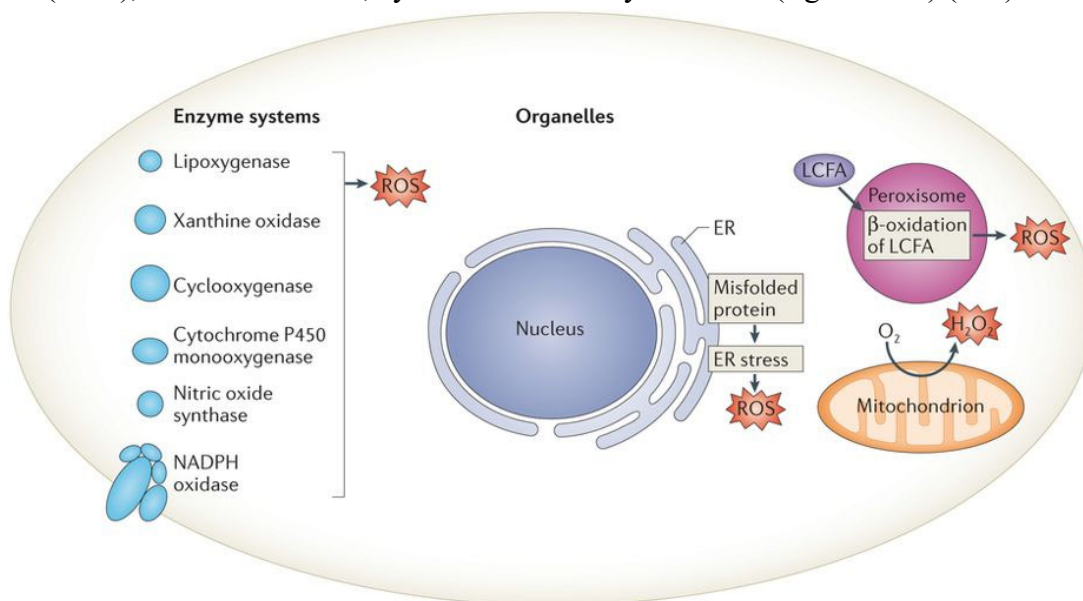 Enzyme systems
Lipoxygenase
Xanthine oxidase
Cyclooxygenase
Cytochrome P450
monooxygenase
Nitric oxide
synthase
NADPH
oxidase
ROS
Organelles
Nucleus
ER
Misfolded
protein
ER stress
ROS
LCFA
Peroxisome
β-oxidation
of LCFA
ROS
O₂
H₂O₂
Mitochondrion